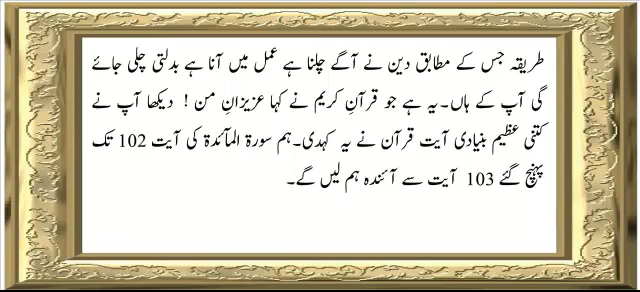 طریقہ جس کے مطابق دین نے آگے چلنا ہے عمل میں آنا ہے بدلتی چلی جائے
گی آپ کے ہاں۔یہ ہے جو قرآنِ کریم نے کہا عزیزانِ من ! دیکھا آپ نے
کتنی عظیم بنیادی آیت قرآن نے یہ کہدی۔ہم سورۃ المآئدۃ کی آیت 102 تک
پہنچ گئے 103 آیت سے آئندہ ہم لیں گے۔